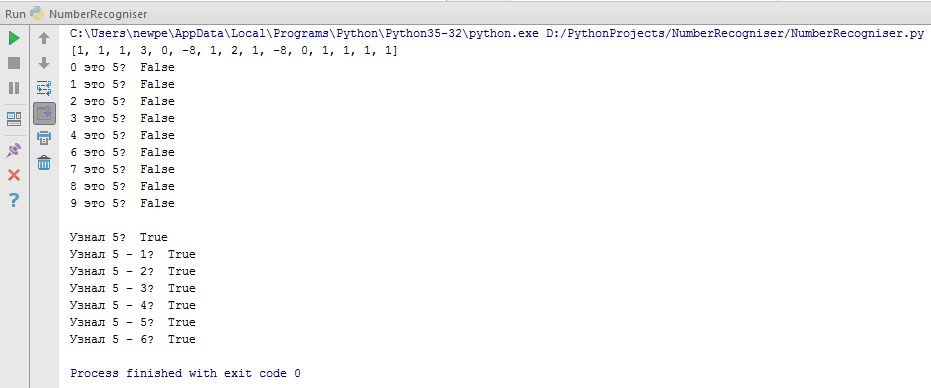 Run NumberRecogniser
C:\Users\newpe\AppData\Local\Programs\Python\Python35-32\python.exe D:/PythonProjects/NumberRecogniser/NumberRecogniser.py
[1, 1, 1, 3, 0, -8, 1, 2, 1, -8, 0, 1, 1, 1, 1]
0 это 5?  False
1 это 5?  False
2 это 5?  False
3 это 5?  False
4 это 5?  False
6 это 5?  False
7 это 5?  False
8 это 5?  False
9 это 5?  False
Узнал 5?  True
Узнал 5 - 1?  True
Узнал 5 - 2?  True
Узнал 5 - 3?  True
Узнал 5 - 4?  True
Узнал 5 - 5?  True
Узнал 5 - 6?  True
Process finished with exit code 0